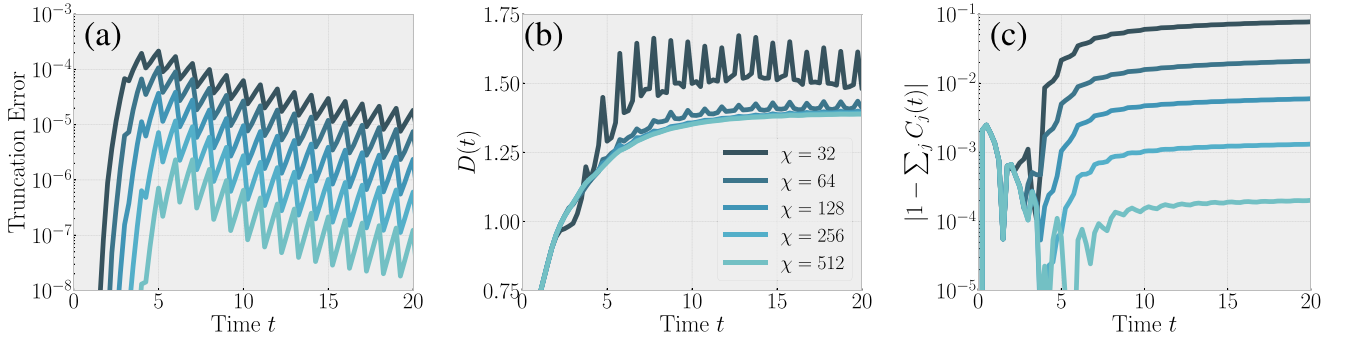 (a)
Truncation Error
10⁻³
10⁻⁴
10⁻⁵
10⁻⁶
10⁻⁷
10⁻⁸
0 5 10 15 20
Time t
(b)
D(t)
1.75
1.50
1.25
1.00
0.75
χ = 32
χ = 64
χ = 128
χ = 256
χ = 512
0 5 10 15 20
Time t
(c)
|1 − ∑ⱼ Cⱼ(t)|
10⁻¹
10⁻²
10⁻³
10⁻⁴
10⁻⁵
0 5 10 15 20
Time t